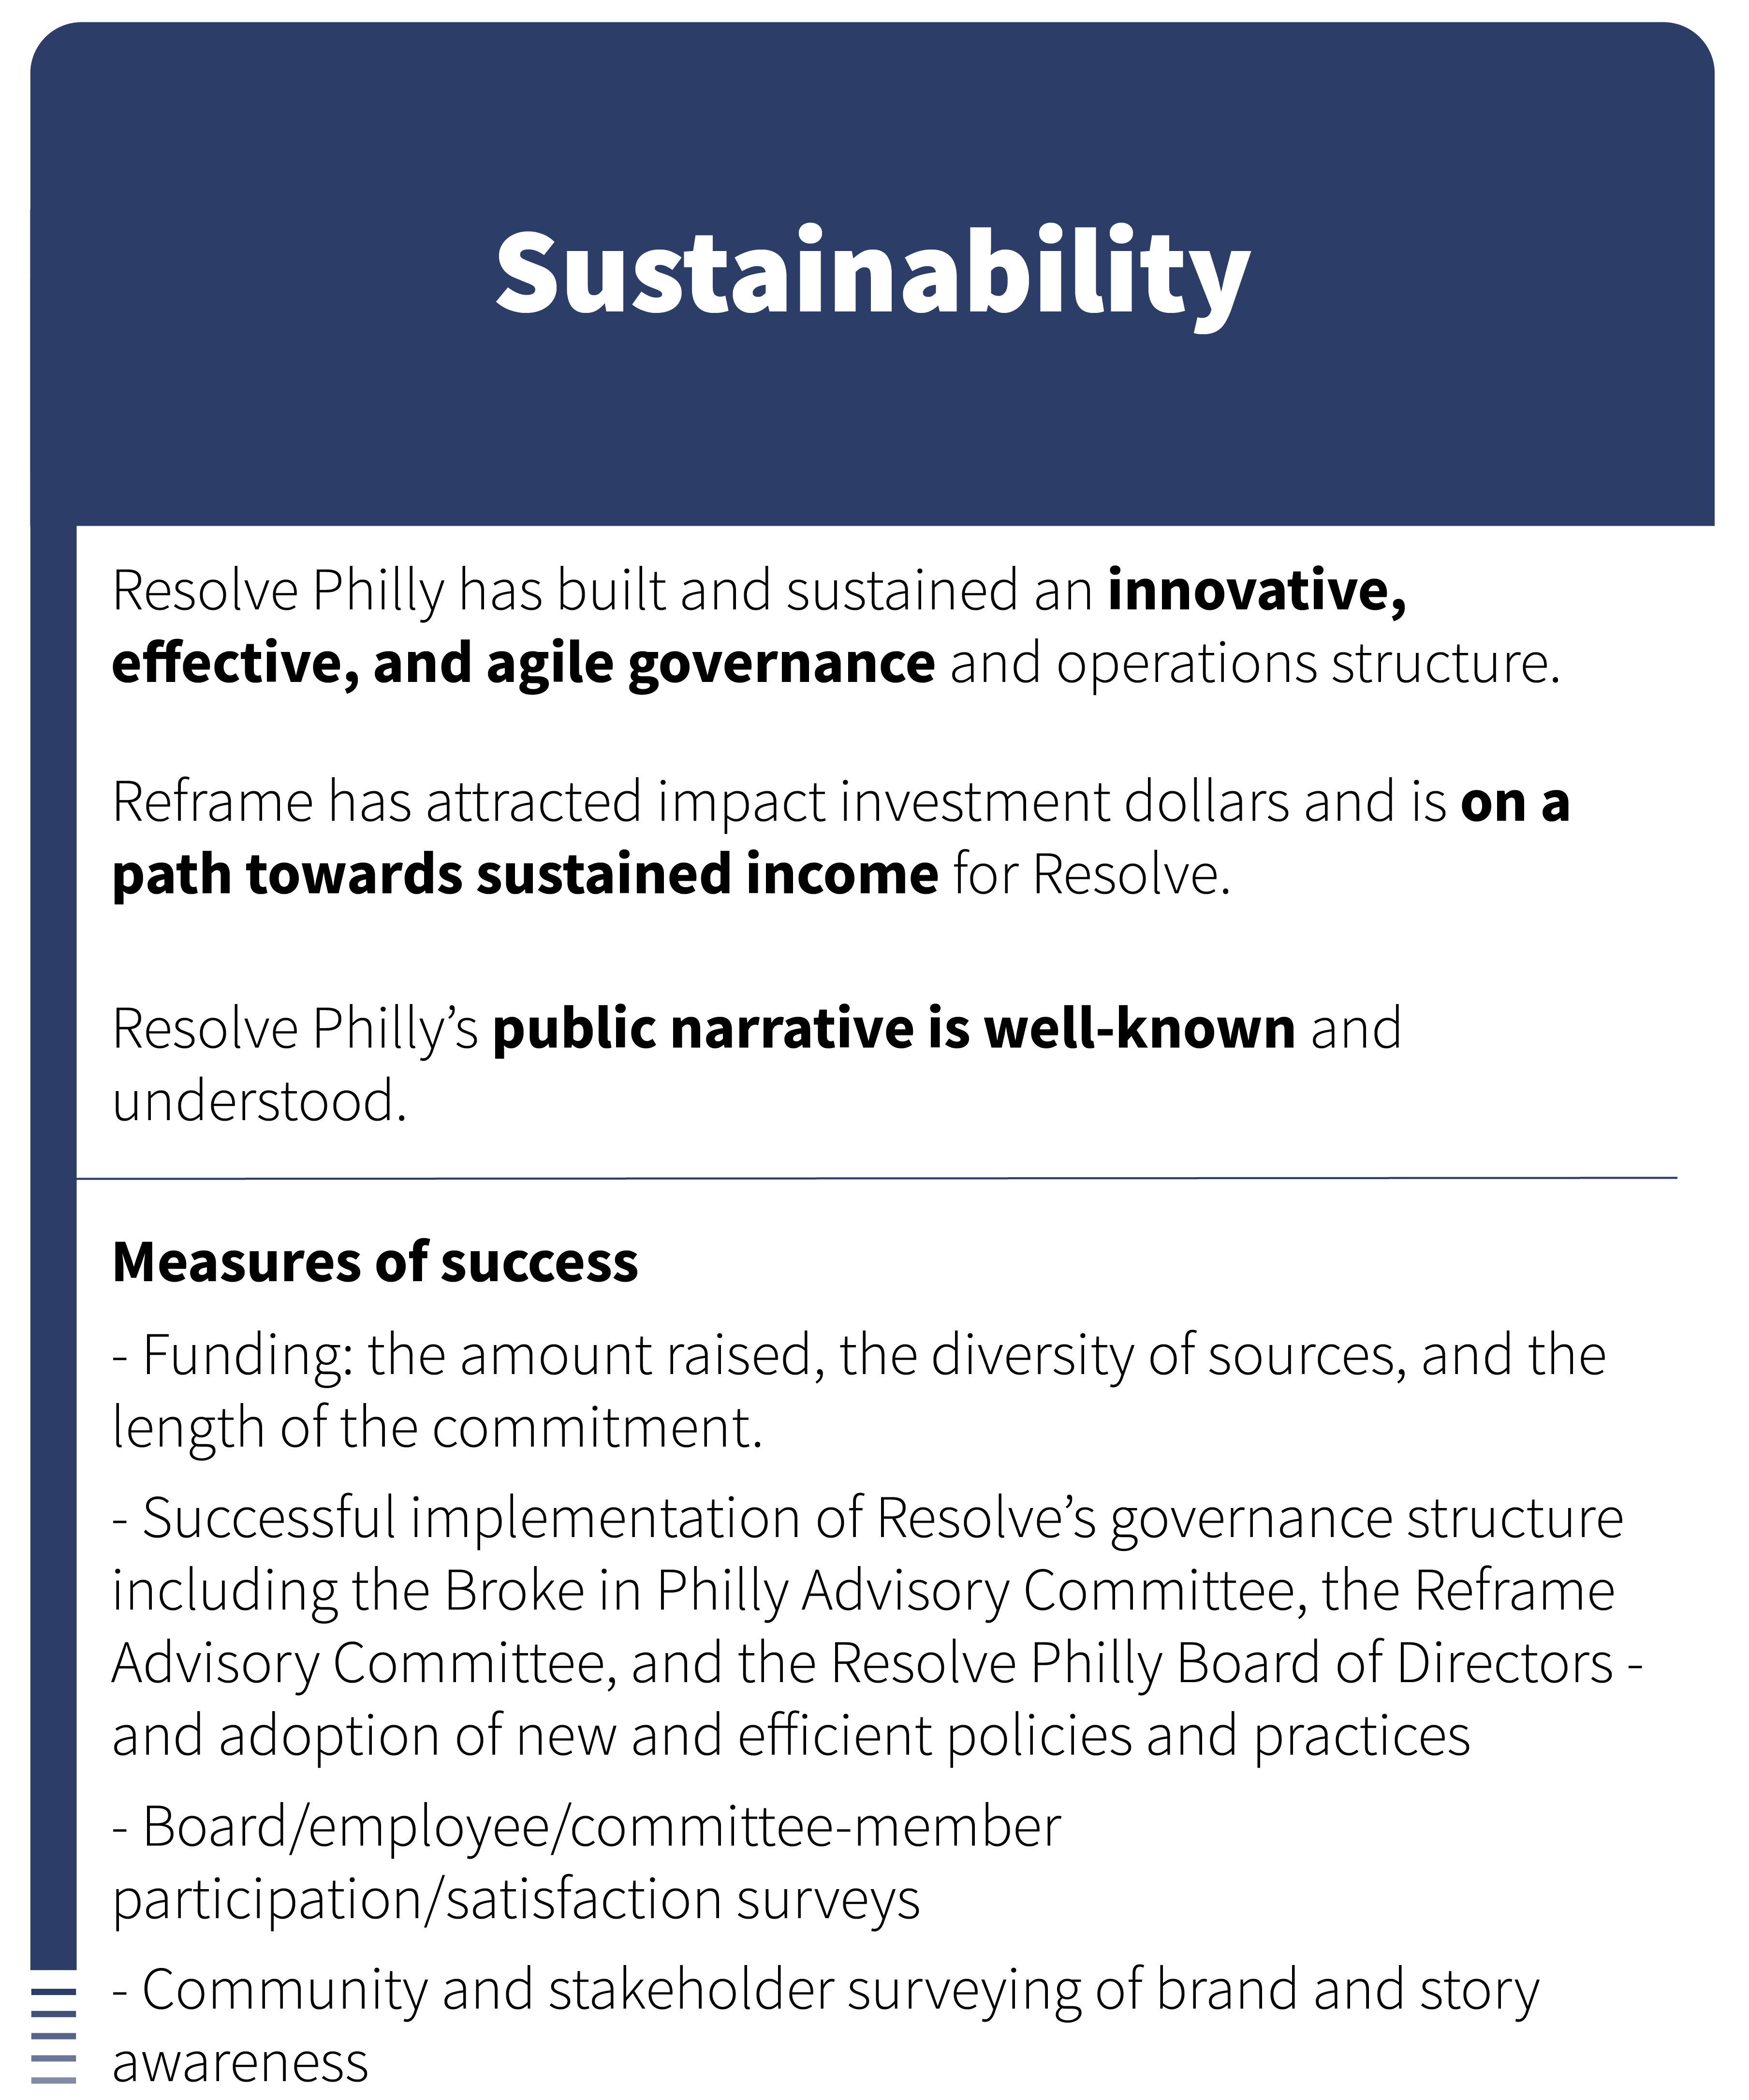 Sustainability
Resolve Philly has built and sustained an innovative,
effective, and agile governance and operations structure.
Reframe has attracted impact investment dollars and is on a
path towards sustained income for Resolve.
Resolve Philly’s public narrative is well-known and
understood.
Measures of success
- Funding: the amount raised, the diversity of sources, and the
length of the commitment.
- Successful implementation of Resolve’s governance structure
including the Broke in Philly Advisory Committee, the Reframe
Advisory Committee, and the Resolve Philly Board of Directors -
and adoption of new and efficient policies and practices
- Board/employee/committee-member
participation/satisfaction surveys
- Community and stakeholder surveying of brand and story
awareness